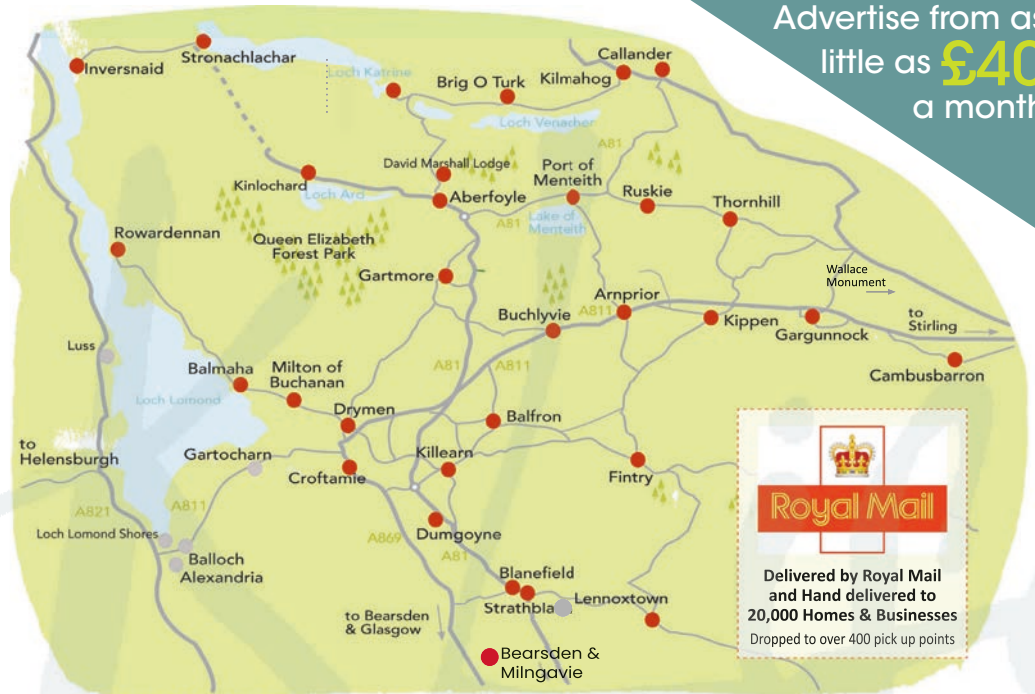 Advertise from as
little as £40
a month
Callander
Stronachlachar
Inversnaid
Loch Katrine
Brig O Turk
Kilmahog
Loch Venacher
A81
David Marshall Lodge
Port of
Menteith
Kinlochard
Loch Ard
Aberfoyle
Ruskie
Thornhill
A81
Lake of
Menteith
Rowardennan
Queen Elizabeth
Forest Park
Gartmore
Wallace
Monument
Arnprior
Buchlyvie
A811
Kippen
Gargunnock
to
Stirling
Luss
Balmaha
Milton of
Buchanan
A81
A811
Cambusbarron
Loch Lomond
Drymen
Balfron
to
Helensburgh
Gartocharn
Killearn
Croftamie
Fintry
A821
A811
Loch Lomond Shores
Balloch
Alexandria
A869
Dumgoyne
A81
Blanefield
Strathbla
Lennoxtown
to Bearsden
& Glasgow
Bearsden &
Milngavie
Royal Mail
Delivered by Royal Mail
and Hand delivered to
20,000 Homes & Businesses
Dropped to over 400 pick up points